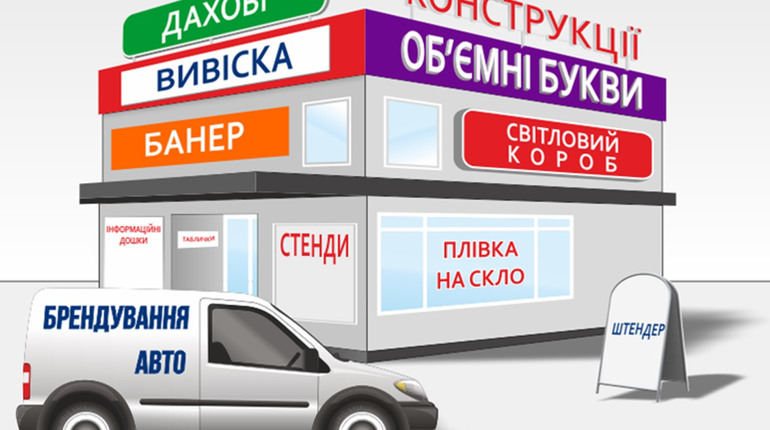 ДАХОВІ
КОНСТРУКЦІЇ
ВИВІСКА
ОБ'ЄМНІ БУКВИ
БАНЕР
СВІТЛОВИЙ
КОРОБ
ІНФОРМАЦІЙНІ
ДОШКИ
ТАБЛИЧКИ
СТЕНДИ
ПЛІВКА
НА СКЛО
БРЕНДУВАННЯ
АВТО
ШТЕНДЕР